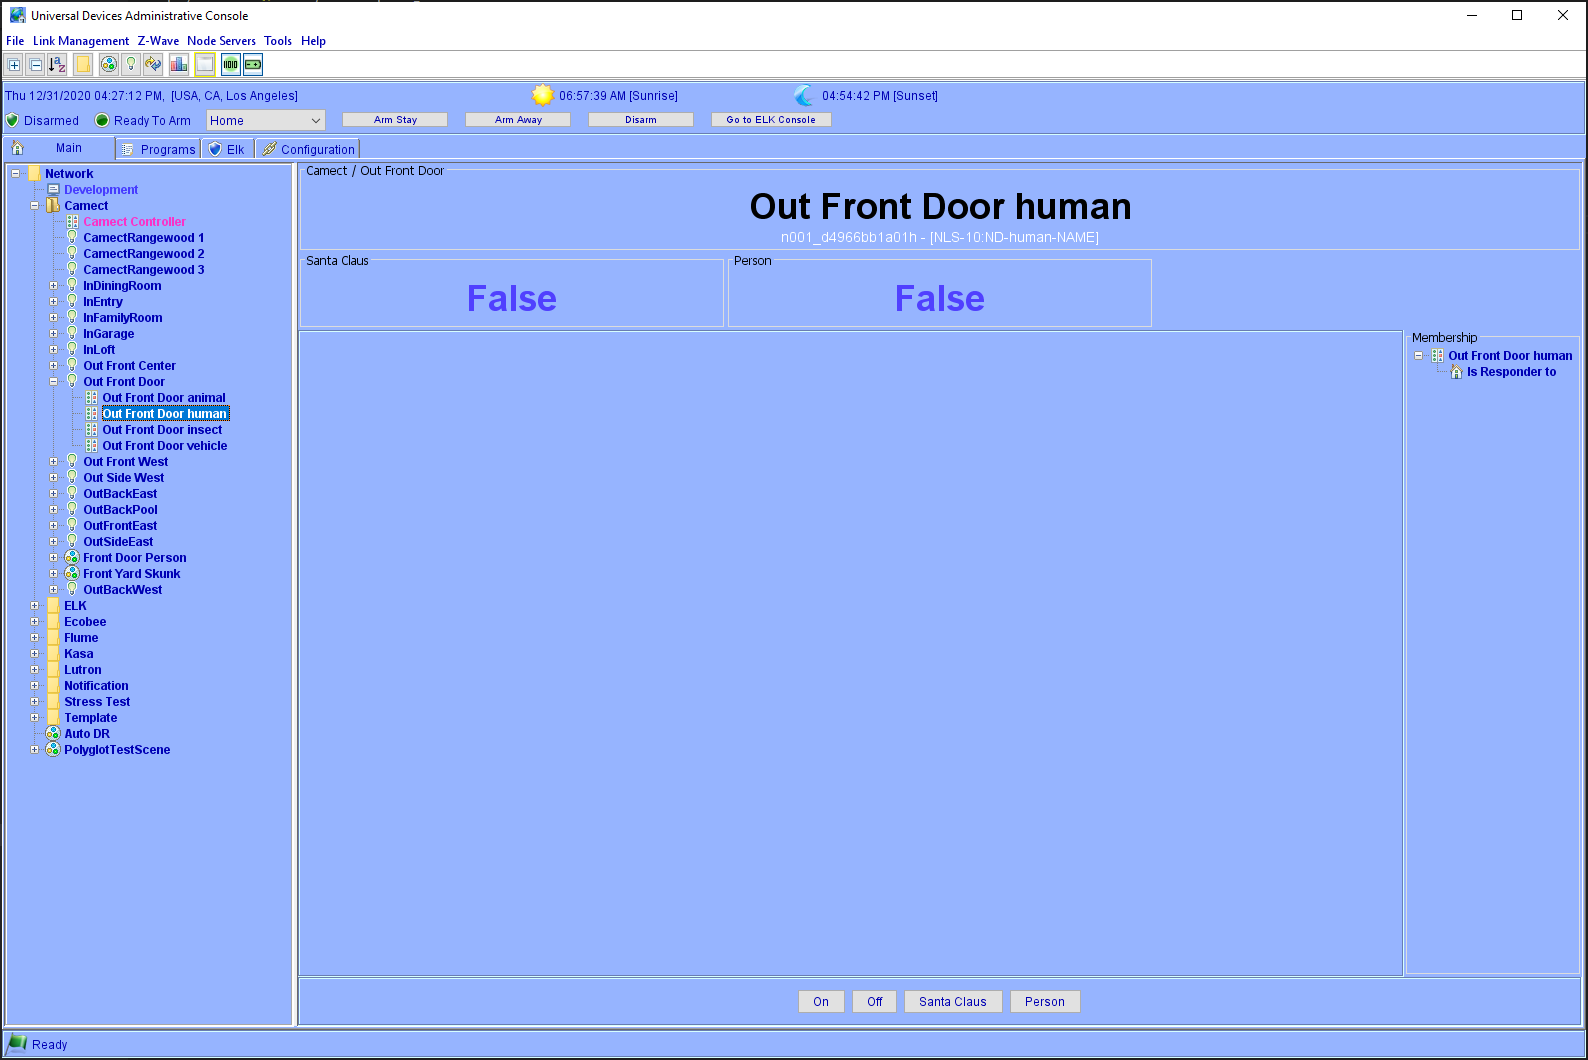 Universal Devices Administrative Console
File Link Management Z-Wave Node Servers Tools Help
Thu 12/31/2020 04:27:12 PM, [USA, CA, Los Angeles] 06:57:39 AM [Sunrise] 04:54:42 PM [Sunset]
Disarmed Ready To Arm Home Arm Stay Arm Away Disarm Go to ELK Console
Main Programs Elk Configuration
Network
Development
Camect
Camect Controller
CamectRangewood 1
CamectRangewood 2
CamectRangewood 3
InDiningRoom
InEntry
InFamilyRoom
InGarage
InLoft
Out Front Center
Out Front Door
Out Front Door animal
Out Front Door human
Out Front Door insect
Out Front Door vehicle
Out Front West
Out Side West
OutBackEast
OutBackPool
OutFrontEast
OutSideEast
Front Door Person
Front Yard Skunk
OutBackWest
ELK
Ecobee
Flume
Kasa
Lutron
Notification
Stress Test
Template
Auto DR
PolyglotTestScene
Camect / Out Front Door
Out Front Door human
n001_d4966bb1a01h - [NLS-10:ND-human-NAME]
Santa Claus
False
Person
False
Membership
Out Front Door human
Is Responder to
On Off Santa Claus Person
Ready